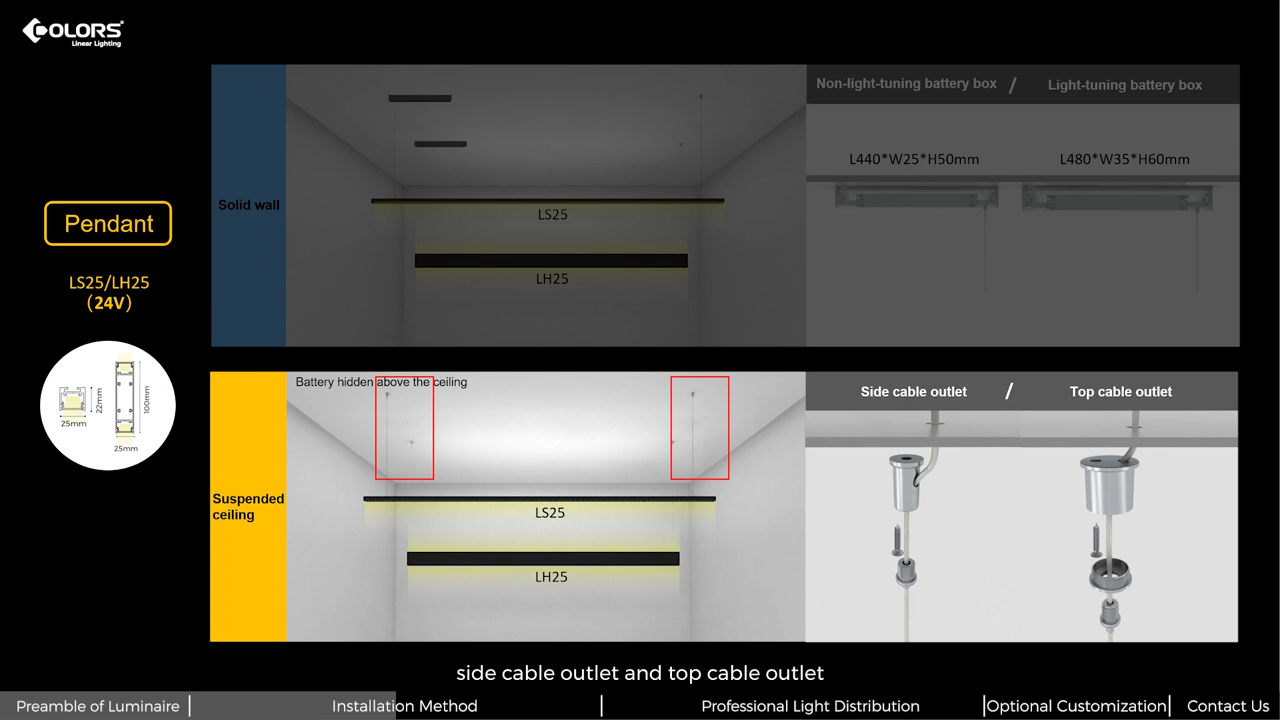 COLORS®
Linear Lighting
Non-light-tuning battery box / Light-tuning battery box
L440*W25*H50mm
L480*W35*H60mm
Solid wall
LS25
LH25
Pendant
LS25/LH25
(24V)
22mm
100mm
25mm
25mm
Battery hidden above the ceiling
Side cable outlet / Top cable outlet
Suspended
ceiling
LS25
LH25
side cable outlet and top cable outlet
Preamble of Luminaire | Installation Method | Professional Light Distribution | Optional Customization | Contact Us